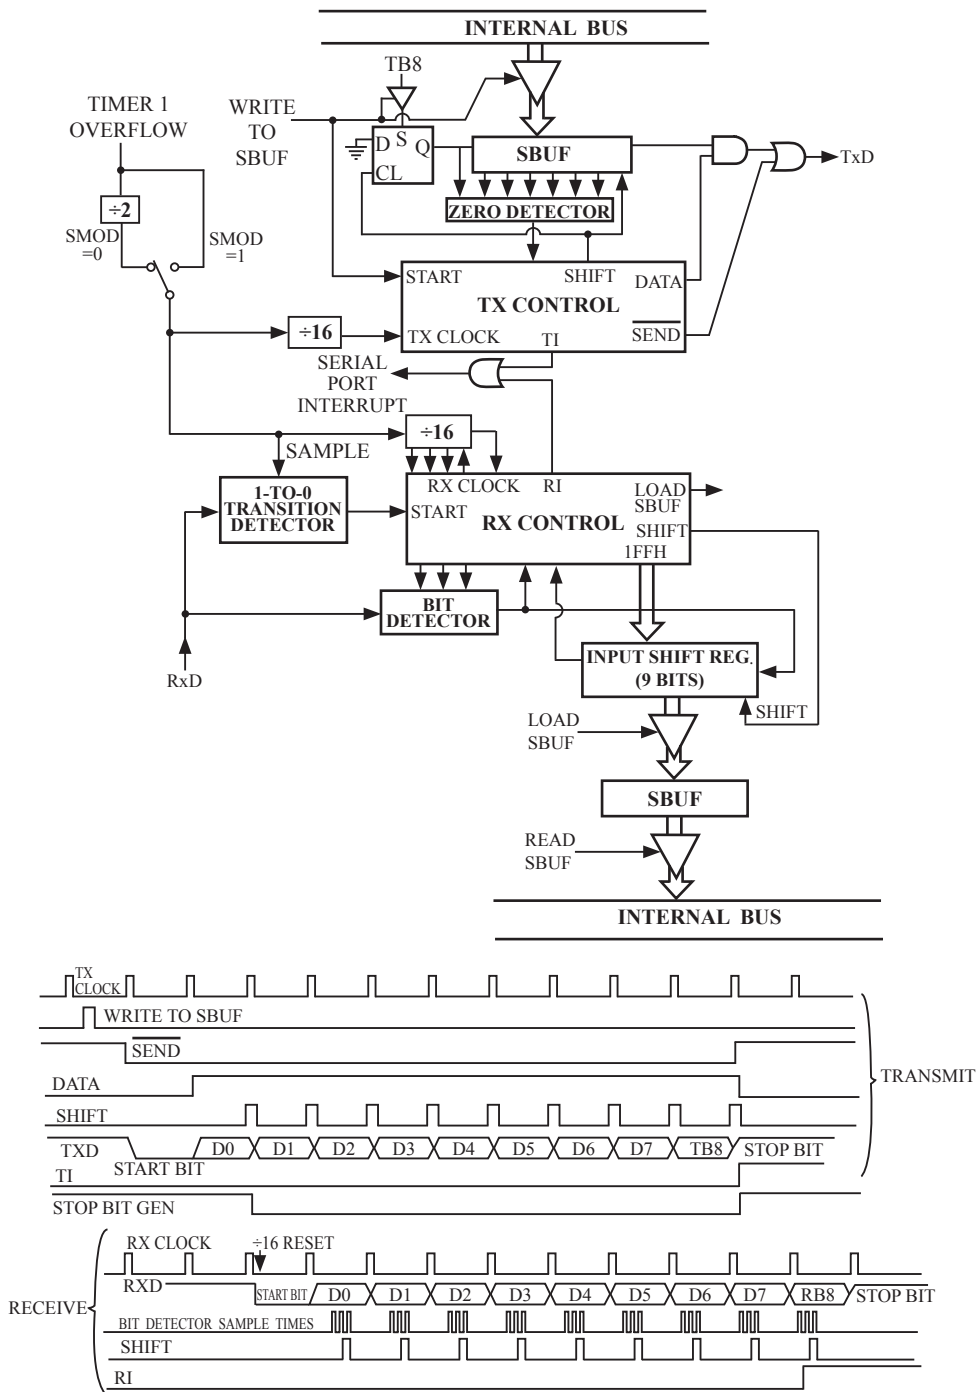 INTERNAL BUS
TB8
TIMER 1
OVERFLOW
WRITE
TO
SBUF
D S Q
CL
SBUF
TxD
÷2
ZERO DETECTOR
SMOD
=0
SMOD
=1
START
SHIFT
DATA
TX CONTROL
÷16
TX CLOCK
TI
SEND
SERIAL
PORT
INTERRUPT
÷16
SAMPLE
RX CLOCK
RI
LOAD
SBUF
1-TO-0
TRANSITION
DETECTOR
START
RX CONTROL
SHIFT
1FFH
BIT
DETECTOR
RxD
INPUT SHIFT REG.
(9 BITS)
SHIFT
LOAD
SBUF
SBUF
READ
SBUF
INTERNAL BUS
TX
CLOCK
WRITE TO SBUF
SEND
TRANSMIT
DATA
SHIFT
TXD
START BIT
D0 D1 D2 D3 D4 D5 D6 D7 TB8 STOP BIT
TI
STOP BIT GEN
RX CLOCK
÷16 RESET
RXD
START BIT D0 D1 D2 D3 D4 D5 D6 D7 RB8 STOP BIT
RECEIVE
BIT DETECTOR SAMPLE TIMES
SHIFT
RI